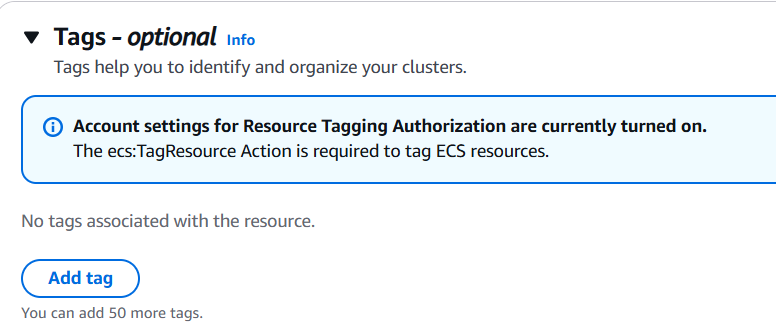 Tags - optional Info
Tags help you to identify and organize your clusters.
Account settings for Resource Tagging Authorization are currently turned on.
The ecs:TagResource Action is required to tag ECS resources.
No tags associated with the resource.
Add tag
You can add 50 more tags.